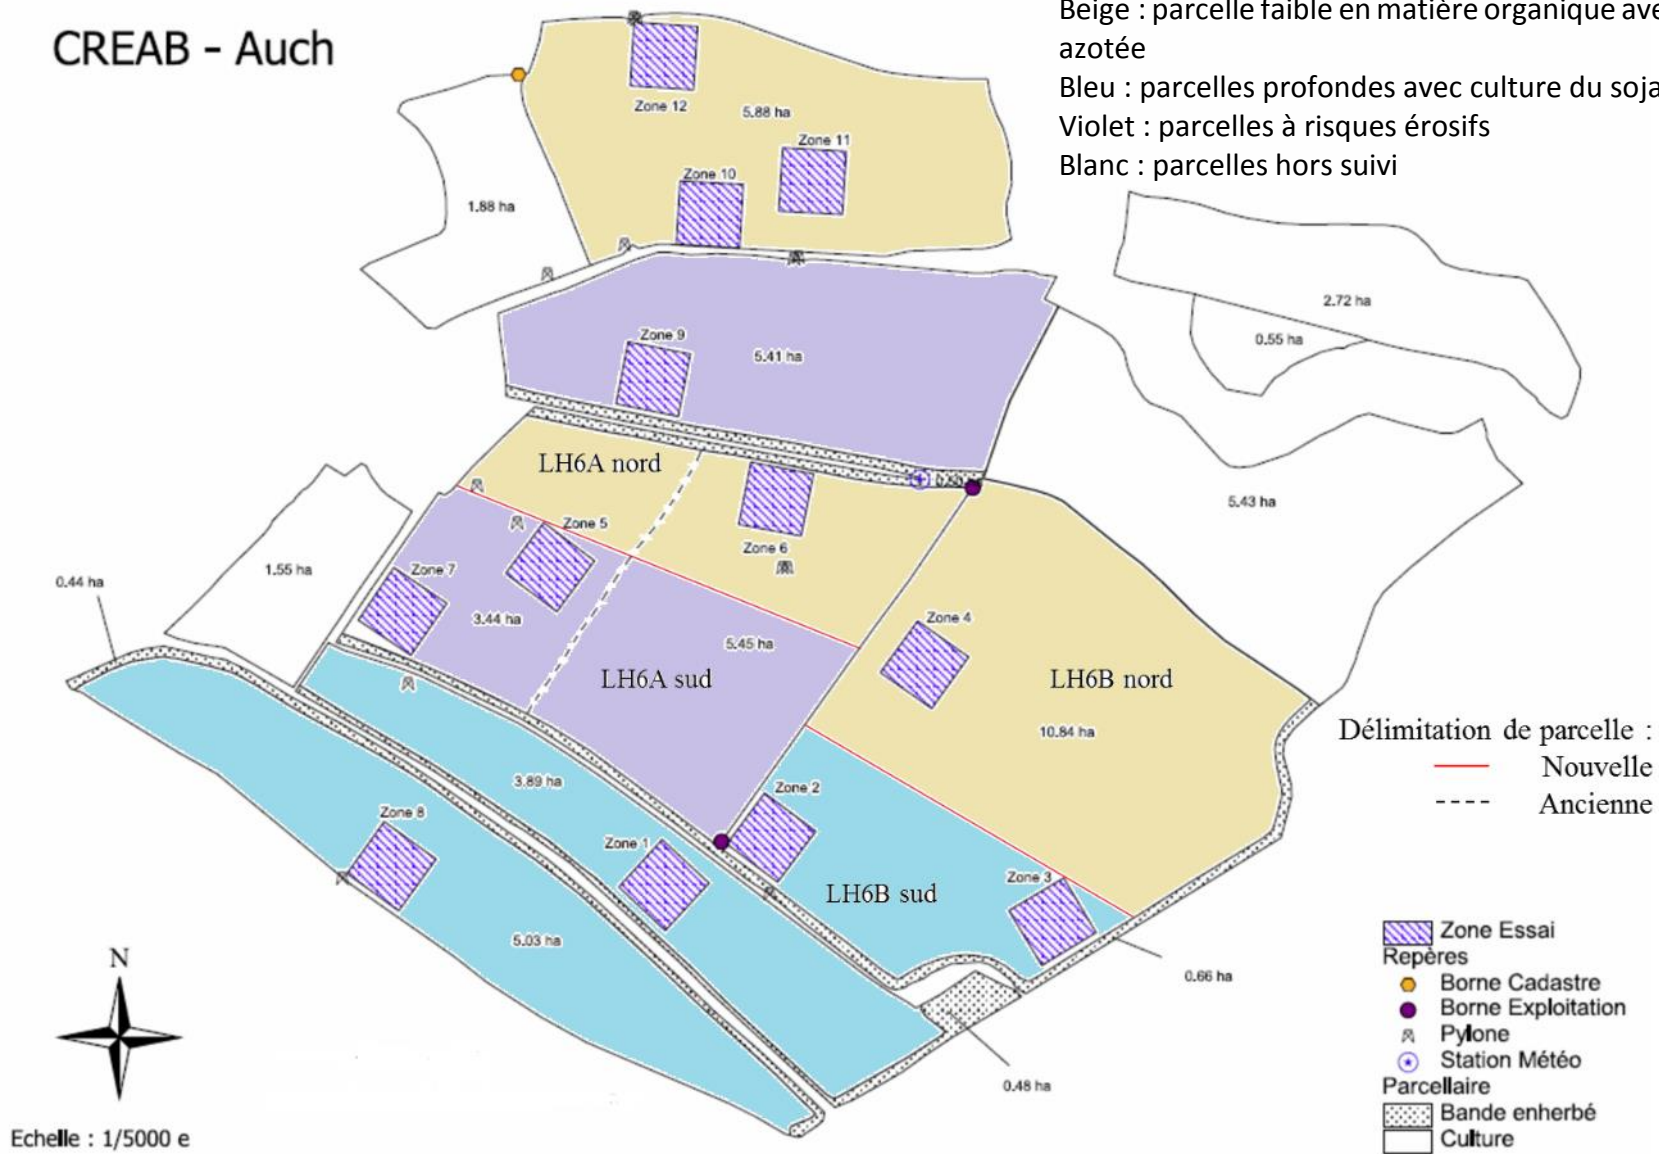 CREAB - Auch
Beige : parcelle faible en matière organique
azotée
Bleu : parcelles profondes avec culture du soja
Violet : parcelles à risques érosifs
Blanc : parcelles hors suivi
Zone 12
5.88 ha
Zone 11
Zone 10
1.88 ha
2.72 ha
0.55 ha
Zone 9
5.41 ha
LH6A nord
5.43 ha
Zone 5
Zone 6
1.55 ha
Zone 7
0.44 ha
3.44 ha
Zone 4
5.45 ha
LH6A sud
LH6B nord
10.84 ha
Délimitation de parcelle :
Nouvelle
Ancienne
3.89 ha
Zone 2
Zone 8
Zone 1
Zone 3
LH6B sud
5.03 ha
0.66 ha
0.48 ha
N
Echelle : 1/5000 e
Zone Essai
Repères
Borne Cadastre
Borne Exploitation
Pylone
Station Météo
Parcellaire
Bande enherbé
Culture